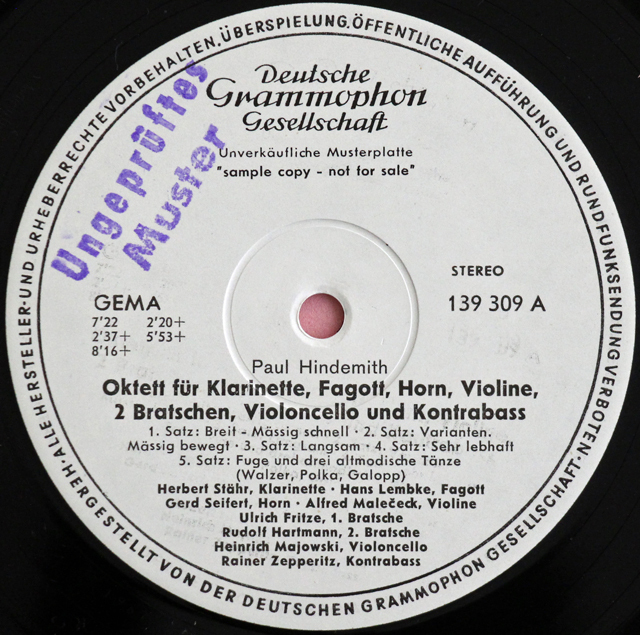 ALLE HERSTELLER- UND URHEBERRECHTE VORBEHALTEN. ÜBERSPIELUNG, ÖFFENTLICHE AUFFÜHRUNG UND RUNDFUNKSENDUNG VERBOTEN.
Deutsche
Grammophon
Gesellschaft
Unverkäufliche Musterplatte
"sample copy - not for sale"
Ungeprüftes
Muster
STEREO
GEMA
139 309 A
7'22 2'20+
2'37+ 5'53+
8'16+
Paul Hindemith
Oktett für Klarinette, Fagott, Horn, Violine,
2 Bratschen, Violoncello und Kontrabass
1. Satz: Breit - Mässig schnell · 2. Satz: Varianten.
Mässig bewegt · 3. Satz: Langsam · 4. Satz: Sehr lebhaft
5. Satz: Fuge und drei altmodische Tänze
(Walzer, Polka, Galopp)
Herbert Stähr, Klarinette · Hans Lembke, Fagott
Gerd Seifert, Horn · Alfred Malečeck, Violine
Ulrich Fritze, 1. Bratsche
Rudolf Hartmann, 2. Bratsche
Heinrich Majowski, Violoncello
Rainer Zepperitz, Kontrabass
HERGESTELLT VON DER DEUTSCHEN GRAMMOPHON GESELLSCHAFT